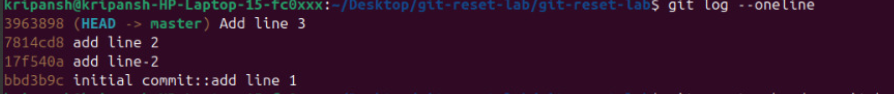 kripansh@kripansh-HP-Laptop-15-fc0xxx:~/Desktop/git-reset-lab/git-reset-lab$ git log --oneline
3963898 (HEAD -> master) Add line 3
7814cd8 add line 2
17f540a add line-2
bbd3b9c initial commit::add line 1